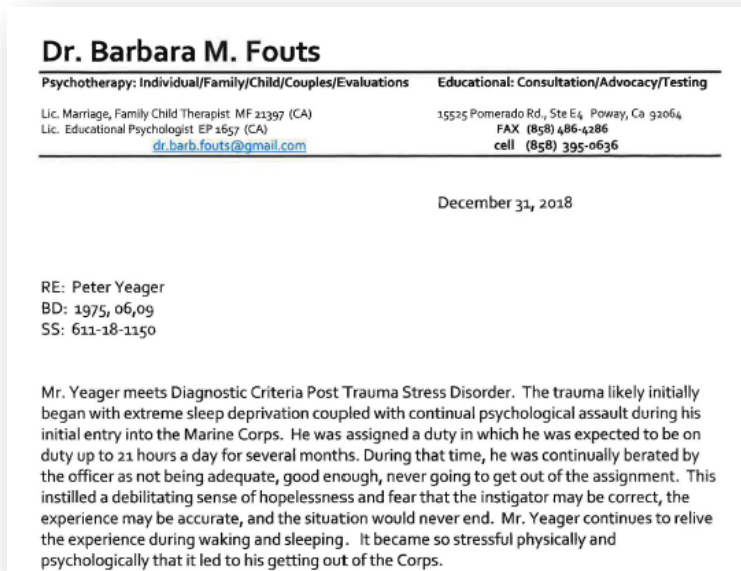 Dr. Barbara M. Fouts
Psychotherapy: Individual/Family/Child/Couples/Evaluations Educational: Consultation/Advocacy/Testing
Lic. Marriage, Family Child Therapist MF 21397 (CA) 15525 Pomerado Rd., Ste E4 Poway, Ca 92064
Lic. Educational Psychologist EP 1657 (CA) FAX (858) 486-4286
dr.barb.fouts@gmail.com cell (858) 395-0636
December 31, 2018
RE: Peter Yeager
BD: 1975, 06,09
SS: 611-18-1150
Mr. Yeager meets Diagnostic Criteria Post Trauma Stress Disorder. The trauma likely initially
began with extreme sleep deprivation coupled with continual psychological assault during his
initial entry into the Marine Corps. He was assigned a duty in which he was expected to be on
duty up to 21 hours a day for several months. During that time, he was continually berated by
the officer as not being adequate, good enough, never going to get out of the assignment. This
instilled a debilitating sense of hopelessness and fear that the instigator may be correct, the
experience may be accurate, and the situation would never end. Mr. Yeager continues to relive
the experience during waking and sleeping. It became so stressful physically and
psychologically that it led to his getting out of the Corps.